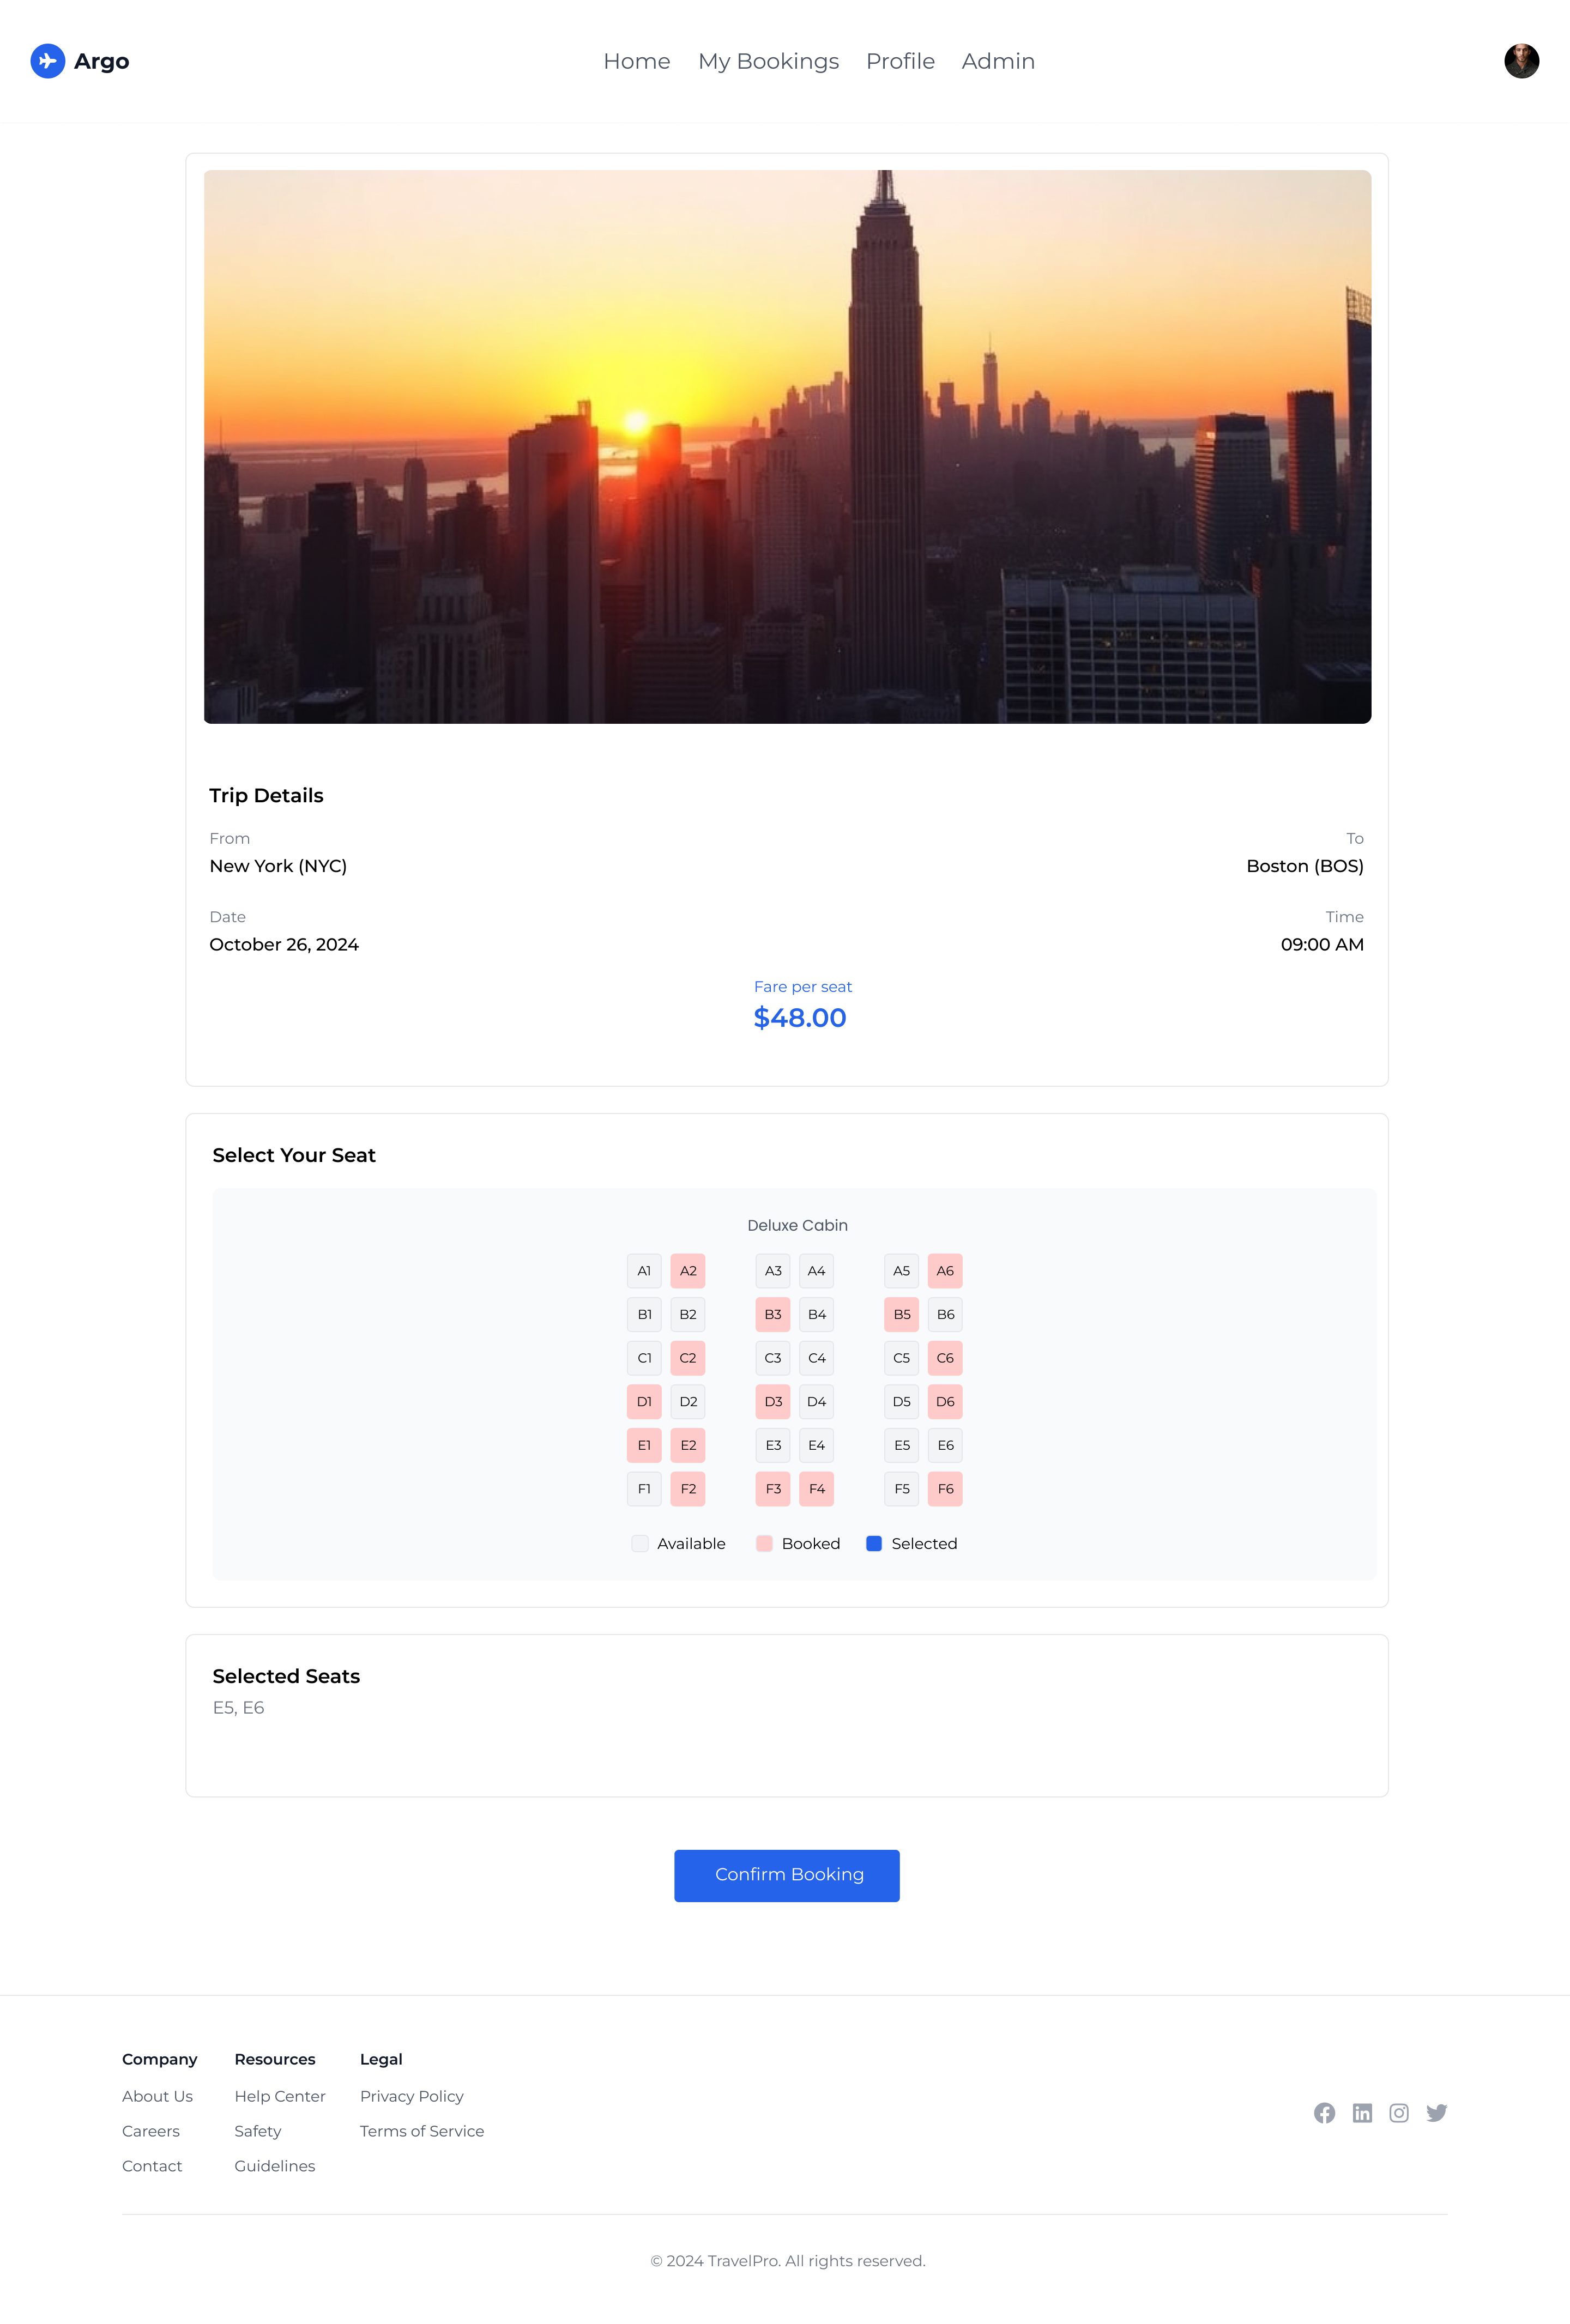 Argo
Home My Bookings Profile Admin
Trip Details
From To
New York (NYC) Boston (BOS)
Date Time
October 26, 2024 09:00 AM
Fare per seat
$48.00
Select Your Seat
Deluxe Cabin
A1 A2 A3 A4 A5 A6
B1 B2 B3 B4 B5 B6
C1 C2 C3 C4 C5 C6
D1 D2 D3 D4 D5 D6
E1 E2 E3 E4 E5 E6
F1 F2 F3 F4 F5 F6
Available Booked Selected
Selected Seats
E5, E6
Confirm Booking
Company Resources Legal
About Us Help Center Privacy Policy
Careers Safety Terms of Service
Contact Guidelines
© 2024 TravelPro. All rights reserved.